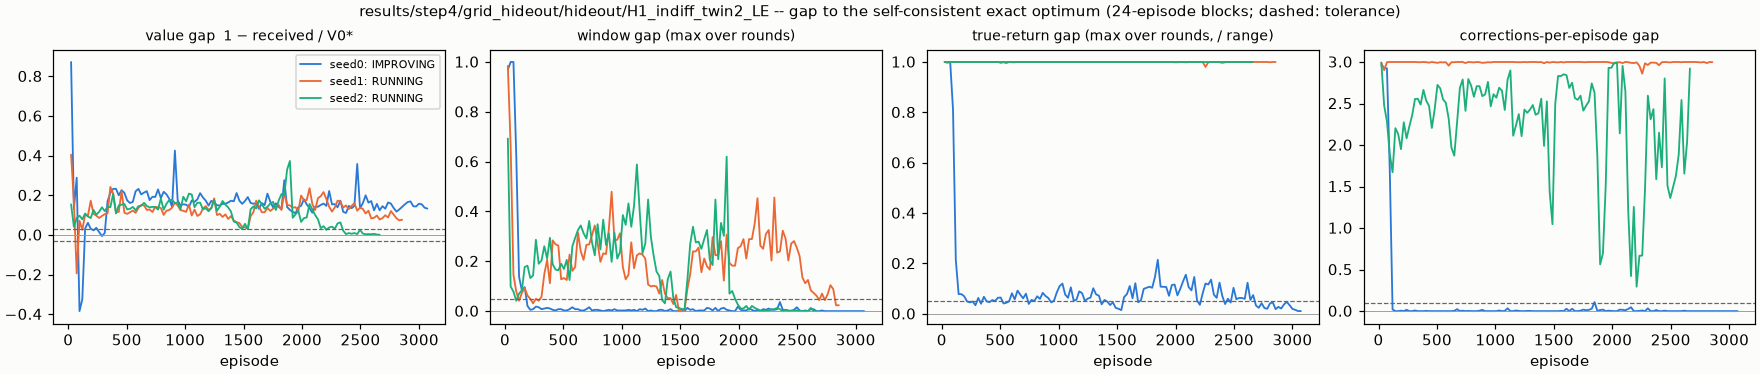 results/step4/grid_hideout/hideout/H1_indiff_twin2_LE -- gap to the self-consistent exact optimum (24-episode blocks; dashed: tolerance)
value gap 1 − received / V0*
0.8
0.6
0.4
0.2
0.0
−0.2
−0.4
seed0: IMPROVING
seed1: RUNNING
seed2: RUNNING
0 500 1000 1500 2000 2500 3000
episode
window gap (max over rounds)
1.0
0.8
0.6
0.4
0.2
0.0
0 500 1000 1500 2000 2500 3000
episode
true-return gap (max over rounds, / range)
1.0
0.8
0.6
0.4
0.2
0.0
0 500 1000 1500 2000 2500 3000
episode
corrections-per-episode gap
3.0
2.5
2.0
1.5
1.0
0.5
0.0
0 500 1000 1500 2000 2500 3000
episode